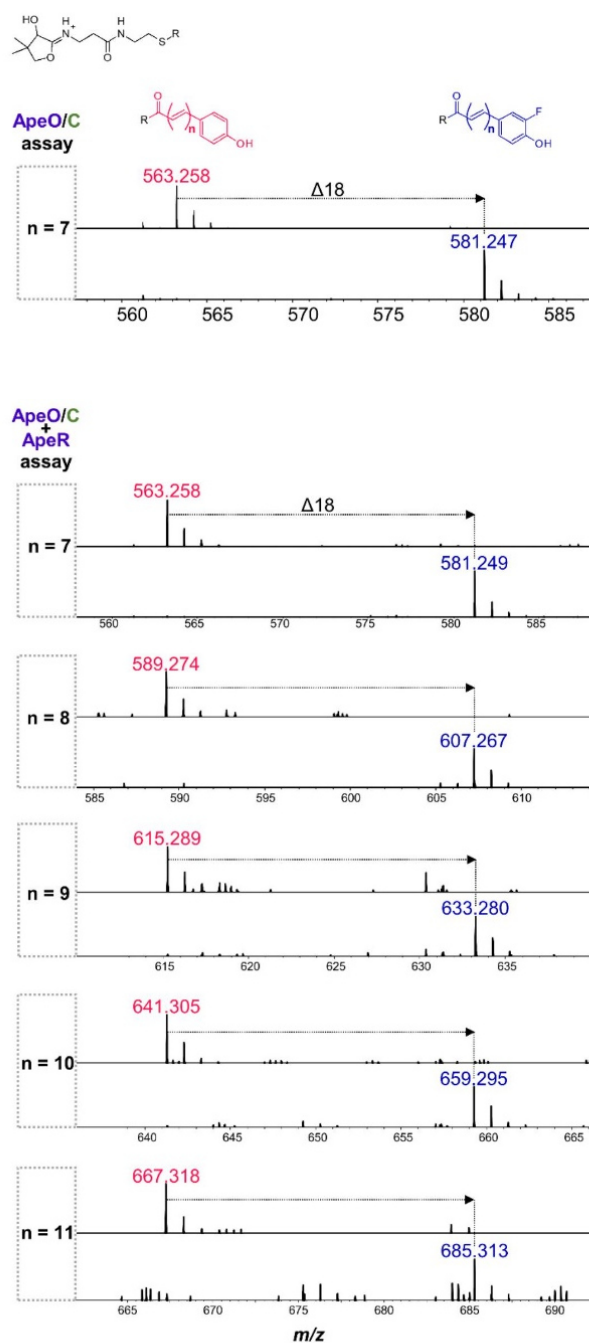 HO
H
+
N
H
N
S
R
O
O
ApeO/C
assay
O
R
n
OH
O
R
n
F
OH
563.258
Δ18
n = 7
581.247
560 565 570 575 580 585
ApeO/C
+
ApeR
assay
563.258
Δ18
n = 7
581.249
560 565 570 575 580 585
589.274
n = 8
607.267
585 590 595 600 605 610
615.289
n = 9
633.280
615 620 625 630 635
641.305
n = 10
659.295
640 645 650 655 660 665
667.318
n = 11
685.313
665 670 675 680 685 690
m/z